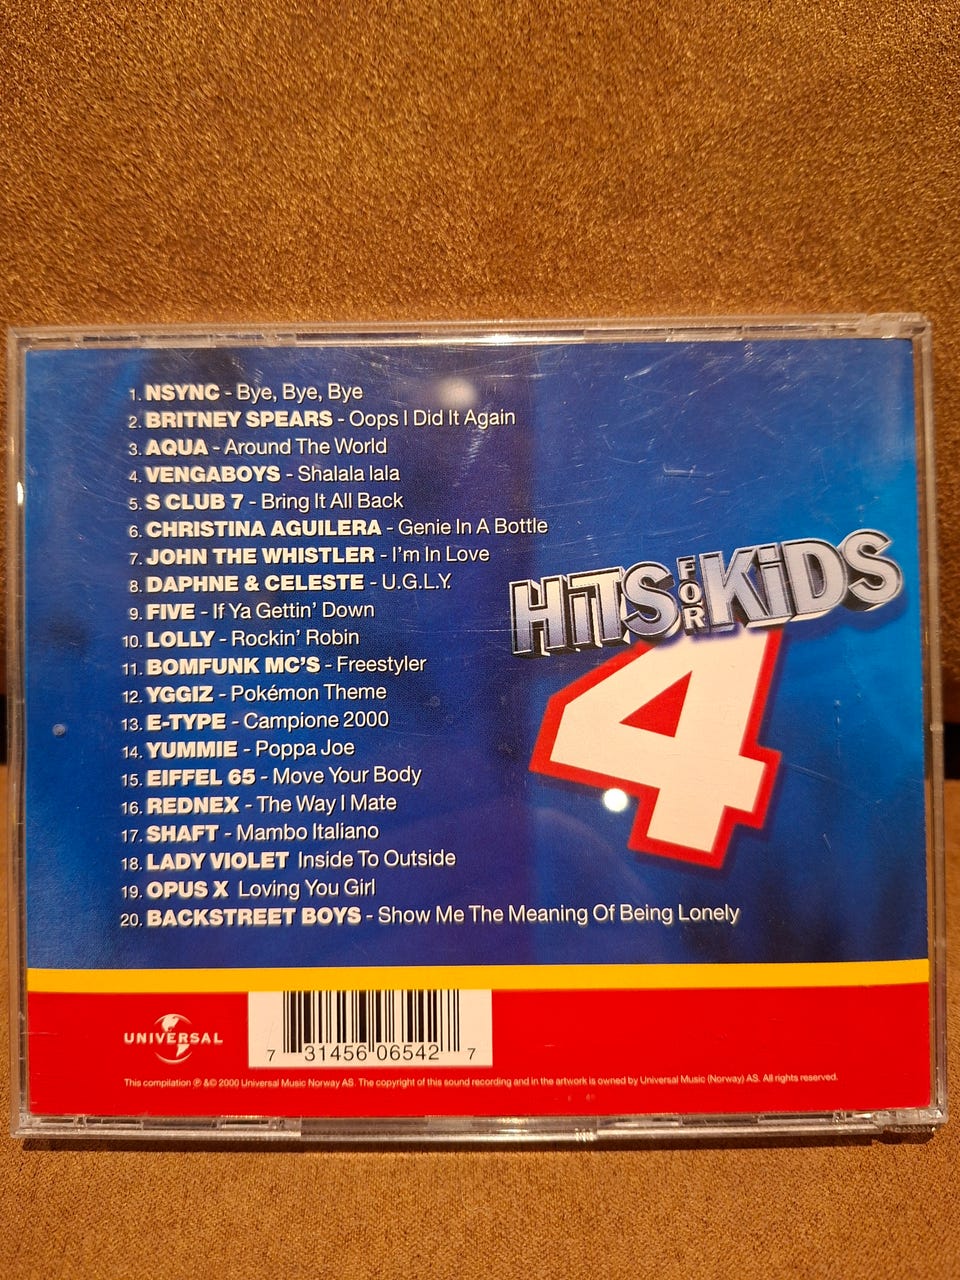 1. NSYNC - Bye, Bye, Bye
2. BRITNEY SPEARS - Oops I Did It Again
3. AQUA - Around The World
4. VENGABOYS - Shalala lala
5. S CLUB 7 - Bring It All Back
6. CHRISTINA AGUILERA - Genie In A Bottle
7. JOHN THE WHISTLER - I'm In Love
8. DAPHNE & CELESTE - U.G.L.Y.
9. FIVE - If Ya Gettin' Down
10. LOLLY - Rockin' Robin
11. BOMFUNK MC'S - Freestyler
12. YGGIZ - Pokémon Theme
13. E-TYPE - Campione 2000
14. YUMMIE - Poppa Joe
15. EIFFEL 65 - Move Your Body
16. REDNEX - The Way I Mate
17. SHAFT - Mambo Italiano
18. LADY VIOLET Inside To Outside
19. OPUS X Loving You Girl
20. BACKSTREET BOYS - Show Me The Meaning Of Being Lonely
HiTS FOR KiDS
4
UNIVERSAL
7 31456 06542 7
This compilation ℗ &© 2000 Universal Music Norway AS. The copyright of this sound recording and in the artwork is owned by Universal Music (Norway) AS. All rights reserved.